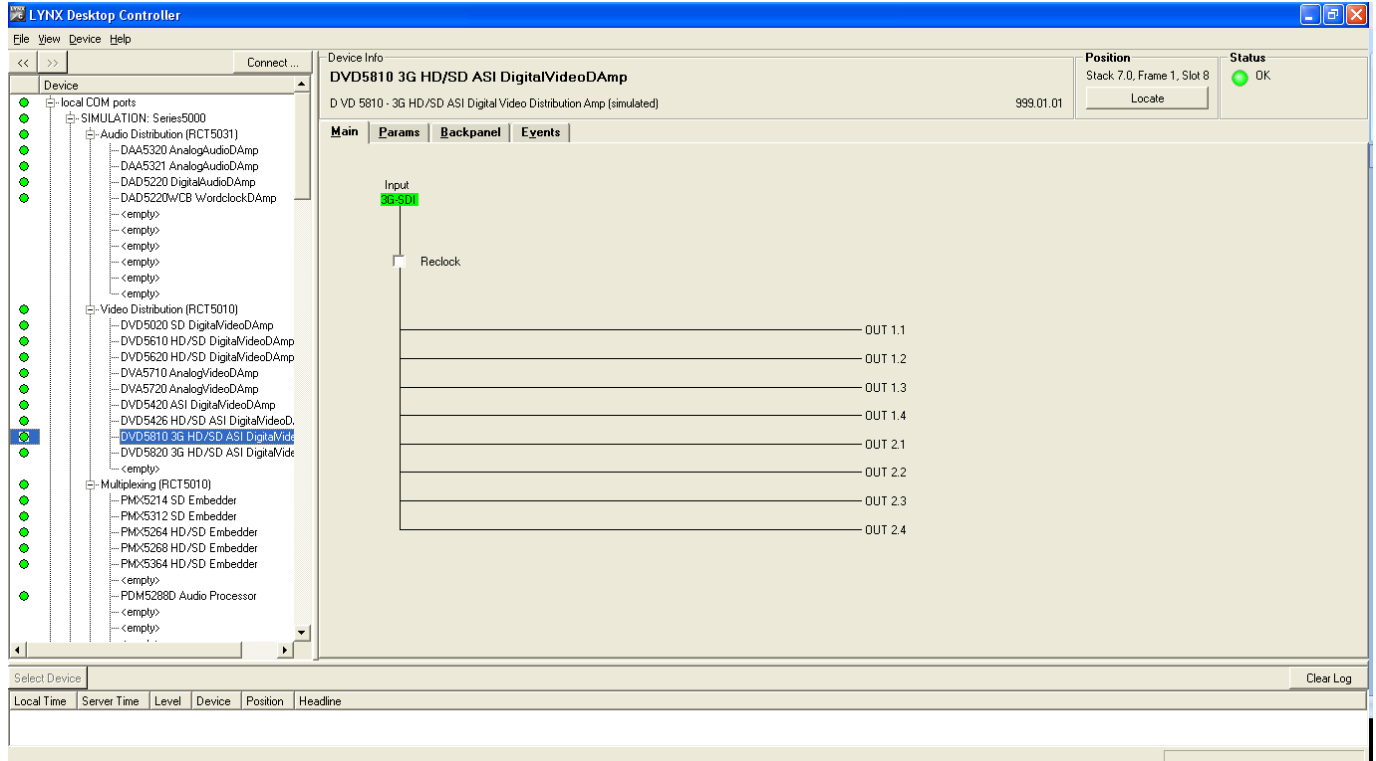 LYNX Desktop Controller
File View Device Help
<< >> Connect ...
Device
local COM ports
SIMULATION: Series5000
Audio Distribution (RCT5031)
DAA5320 AnalogAudioDAmp
DAA5321 AnalogAudioDAmp
DAD5220 DigitalAudioDAmp
DAD5220WCB WordclockDAmp
<empty>
<empty>
<empty>
<empty>
<empty>
<empty>
Video Distribution (RCT5010)
DVD5020 SD DigitalVideoDAmp
DVD5610 HD/SD DigitalVideoDAmp
DVD5620 HD/SD DigitalVideoDAmp
DVA5710 AnalogVideoDAmp
DVA5720 AnalogVideoDAmp
DVD5420 ASI DigitalVideoDAmp
DVD5426 HD/SD ASI DigitalVideoD
DVD5810 3G HD/SD ASI DigitalVide
DVD5820 3G HD/SD ASI DigitalVide
<empty>
Multiplexing (RCT5010)
PMX5214 SD Embedder
PMX5312 SD Embedder
PMX5264 HD/SD Embedder
PMX5268 HD/SD Embedder
PMX5364 HD/SD Embedder
<empty>
PDM5288D Audio Processor
<empty>
<empty>
Device Info
DVD5810 3G HD/SD ASI DigitalVideoDAmp
D VD 5810 - 3G HD/SD ASI Digital Video Distribution Amp (simulated) 999.01.01
Position
Stack 7.0, Frame 1, Slot 8
Locate
Status
OK
Main Params Backpanel Events
Input
3G-SDI
Reclock
OUT 1.1
OUT 1.2
OUT 1.3
OUT 1.4
OUT 2.1
OUT 2.2
OUT 2.3
OUT 2.4
Select Device Clear Log
Local Time Server Time Level Device Position Headline